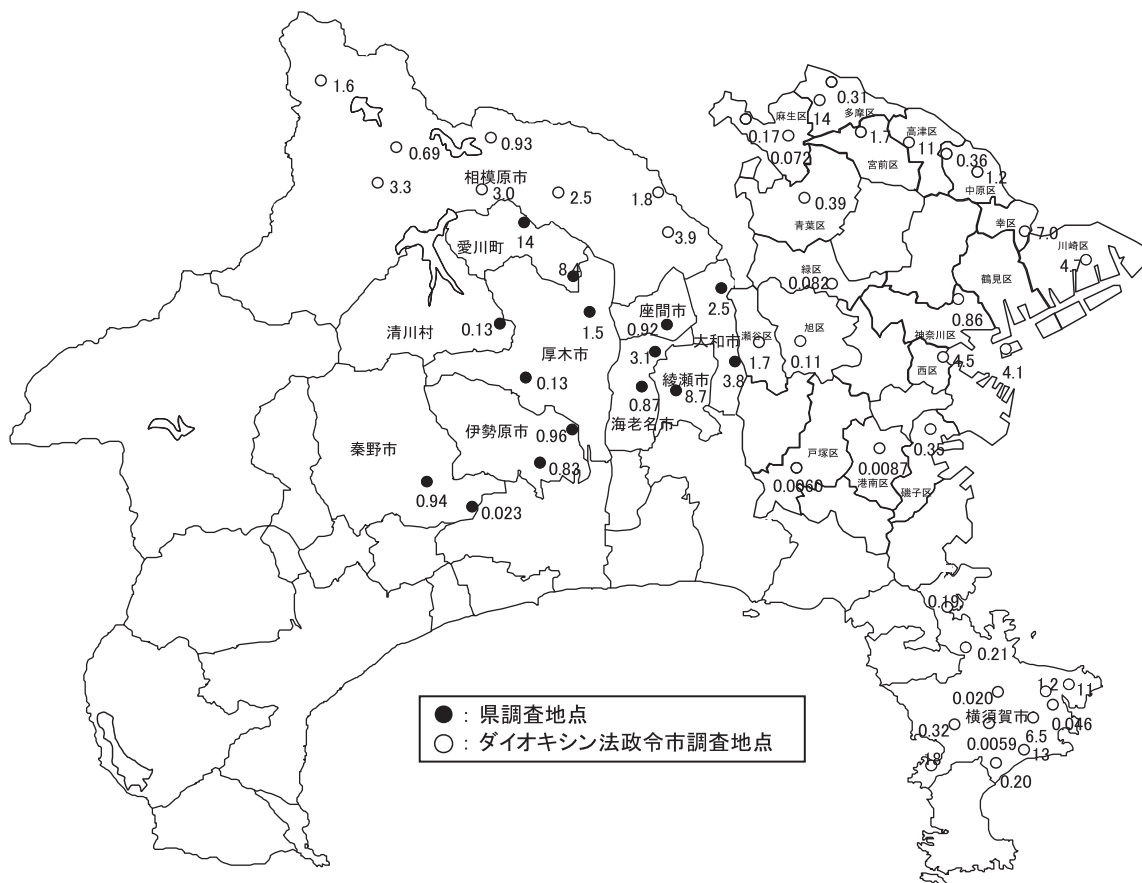 1.6
0.69
0.93
3.3
相模原市
3.0
2.5
1.8
3.9
14
愛川町
8.4
1.5
清川村
0.13
厚木市
0.13
座間市
0.92
2.5
大和市
3.1
綾瀬市
8.7
3.8
0.87
海老名市
伊勢原市
0.96
0.83
秦野市
0.94
0.023
麻生区
0.31
14
多摩区
0.17
0.072
1.7
宮前区
高津区
11
0.36
1.2
中原区
0.39
青葉区
幸区
7.0
川崎区
4.7
緑区
0.082
鶴見区
0.86
神奈川区
瀬谷区
1.7
旭区
0.11
4.5
西区
4.1
戸塚区
0.0060
0.0087
港南区
0.35
磯子区
0.19
0.21
0.020
1.2
11
横須賀市
0.046
0.32
0.0059
6.5
13
18
0.20
● : 県調査地点
○ : ダイオキシン法政令市調査地点